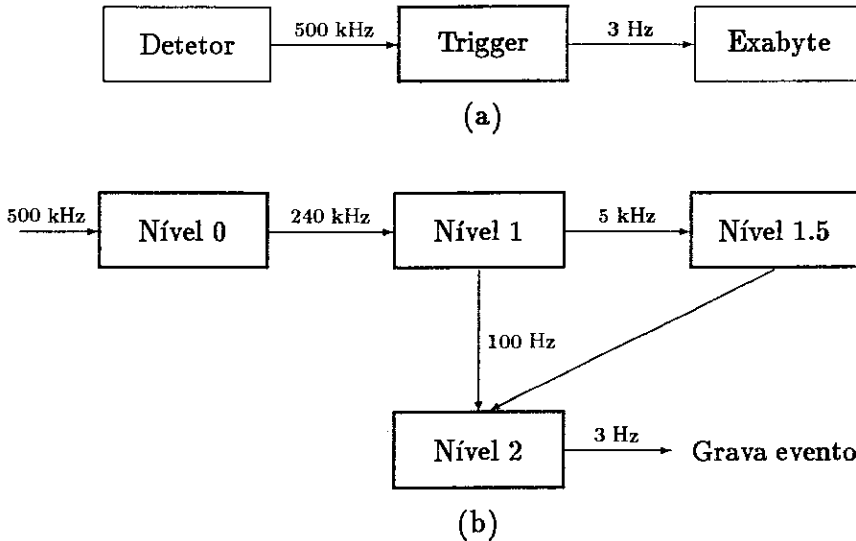 Detetor
500 kHz
Trigger
3 Hz
Exabyte
(a)
500 kHz
Nível 0
240 kHz
Nível 1
5 kHz
Nível 1.5
100 Hz
Nível 2
3 Hz
Grava evento
(b)